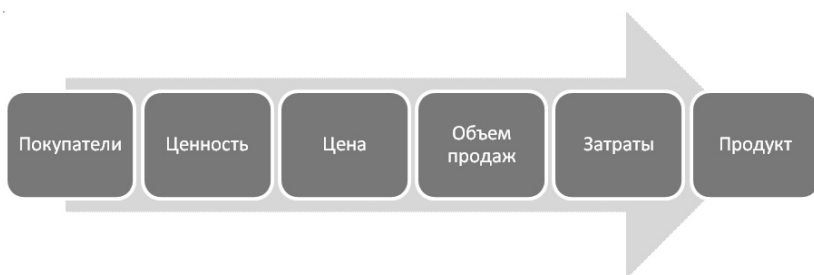 Покупатели
Ценность
Цена
Объем
продаж
Затраты
Продукт